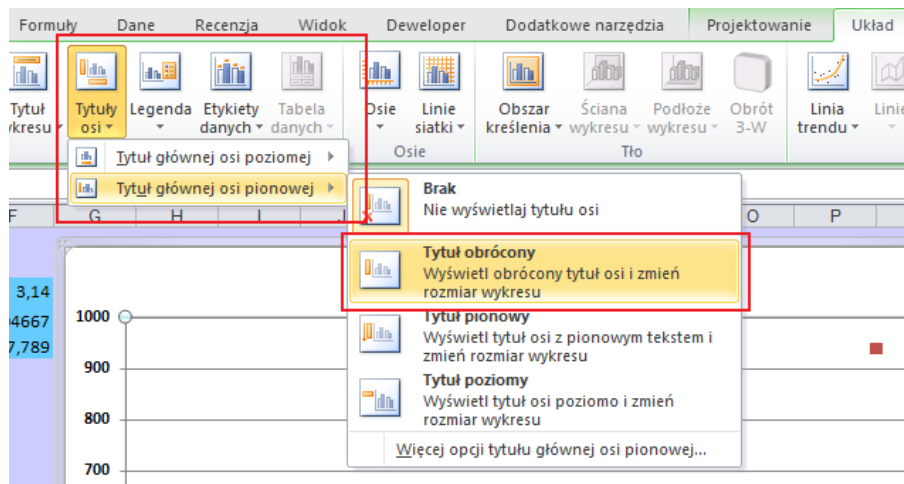 Formuły Dane Recenzja Widok Deweloper Dodatkowe narzędzia Projektowanie Układ
Tytuł Tytuły Legenda Etykiety Tabela Osie Linie Obszar Ściana Podłoże Obrót Linia Linie
wykresu osi danych danych siatki kreślenia wykresu wykresu 3-W trendu
Osie Tło
Tytuł głównej osi poziomej
Tytuł głównej osi pionowej
Brak
Nie wyświetlaj tytułu osi
F G H I J O P
Tytuł obrócony
Wyświetl obrócony tytuł osi i zmień
rozmiar wykresu
3,14
4667
7,789
1000
Tytuł pionowy
Wyświetl tytuł osi z pionowym tekstem i
zmień rozmiar wykresu
900
Tytuł poziomy
Wyświetl tytuł osi poziomo i zmień
rozmiar wykresu
800
Więcej opcji tytułu głównej osi pionowej...
700